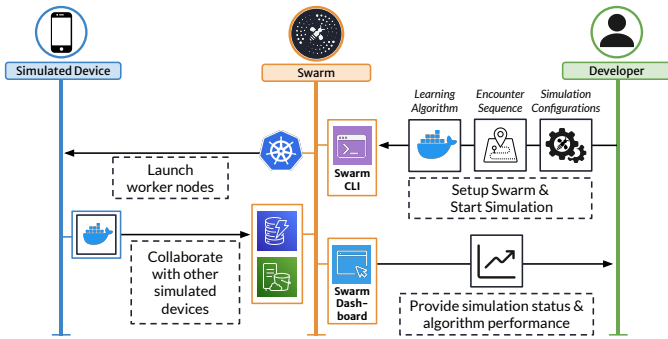 Simulated Device
Swarm
Developer
Learning
Algorithm
Encounter
Sequence
Simulation
Configurations
Launch
worker nodes
Swarm
CLI
Setup Swarm &
Start Simulation
Collaborate
with other
simulated
devices
Swarm
Dash-
board
Provide simulation status &
algorithm performance